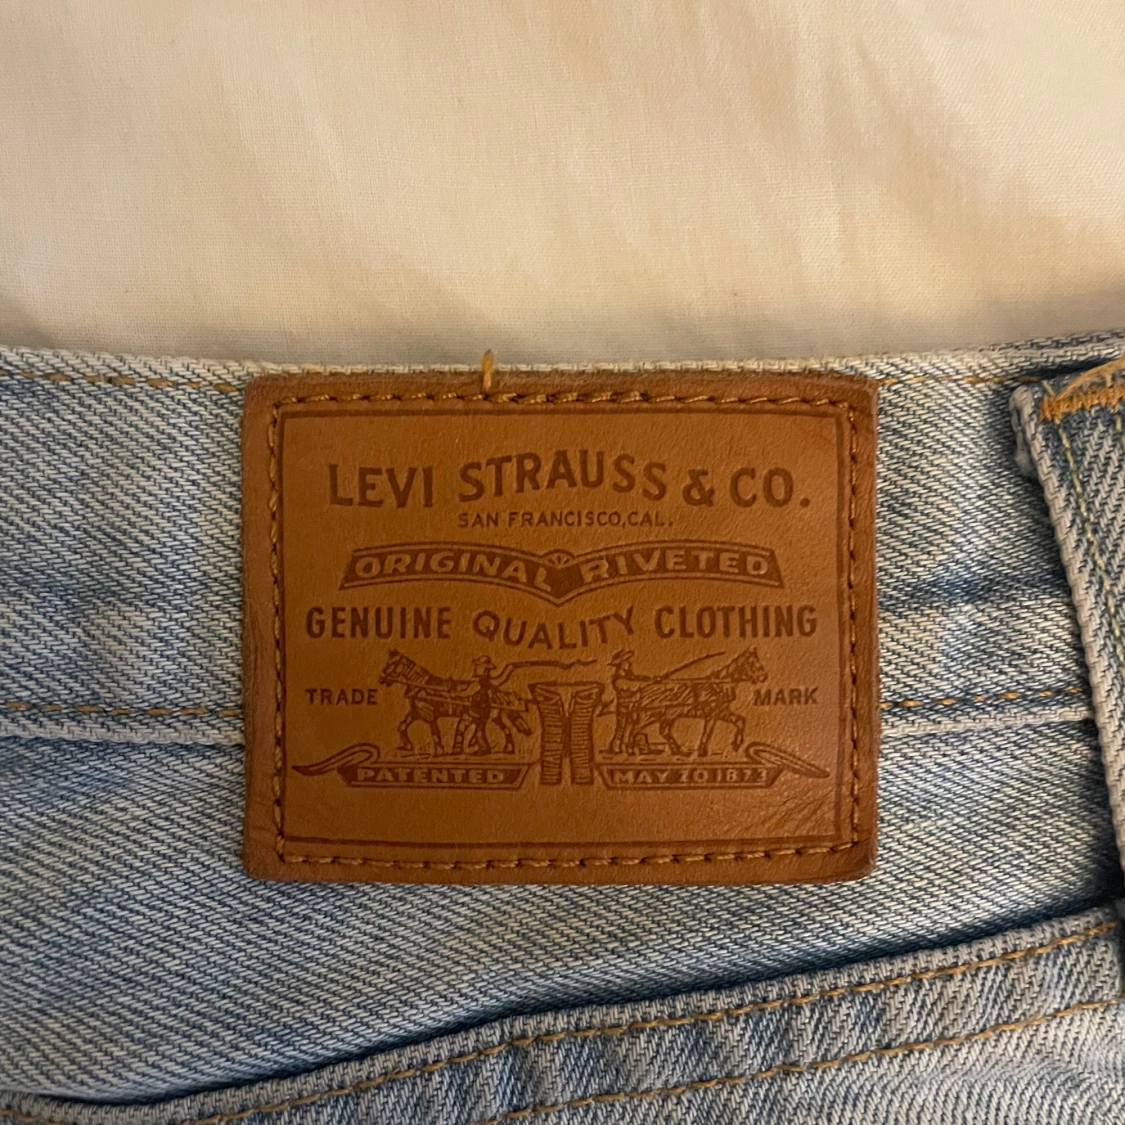 LEVI STRAUSS & CO.
SAN FRANCISCO, CAL.
ORIGINAL RIVETED
GENUINE QUALITY CLOTHING
TRADE MARK
PATENTED MAY 20 1873